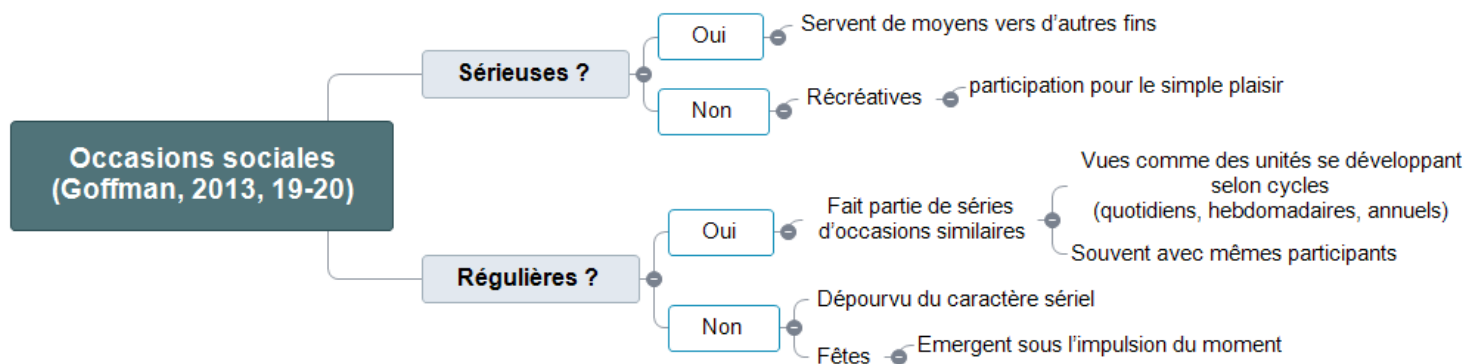 Occasions sociales
(Goffman, 2013, 19-20)
Sérieuses ?
Oui
Servent de moyens vers d’autres fins
Non
Récréatives
participation pour le simple plaisir
Régulières ?
Oui
Fait partie de séries
d’occasions similaires
Vues comme des unités se développant
selon cycles
(quotidiens, hebdomadaires, annuels)
Souvent avec mêmes participants
Non
Dépourvu du caractère sériel
Fêtes
Emergent sous l’impulsion du moment